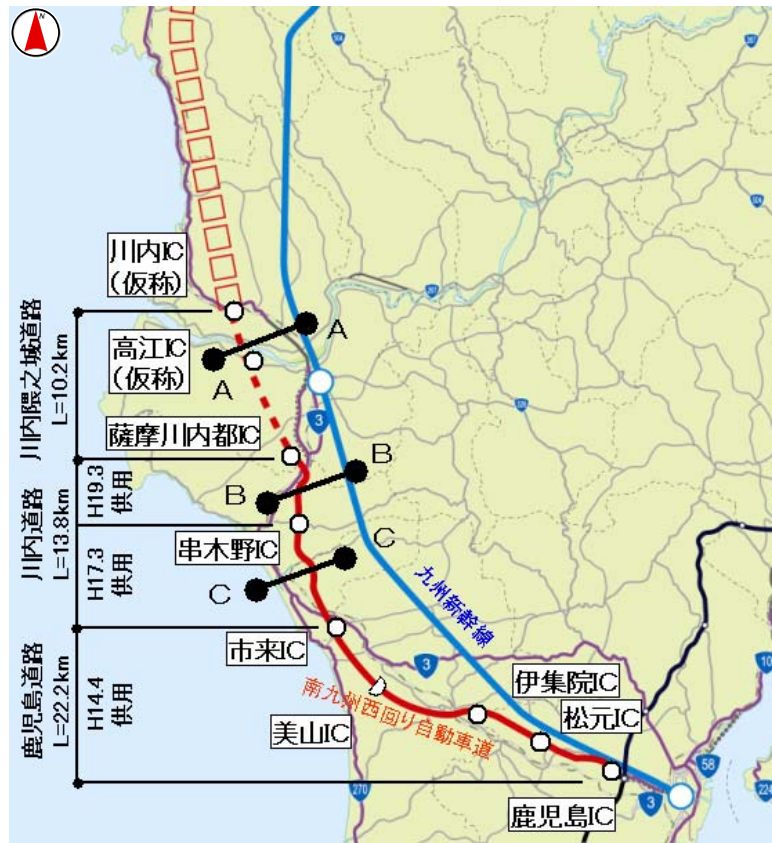 N
川内IC
(仮称)
高江IC
(仮称)
薩摩川内都IC
串木野IC
市来IC
美山IC
伊集院IC
松元IC
鹿児島IC
A
A
B
B
C
C
九州新幹線
南九州西回り自動車道
川内隈之城道路
L=10.2km
川内道路
L=13.8km
H19.3
供用
H17.3
供用
鹿児島道路
L=22.2km
H14.4
供用
3
3
3
58
10
270
224
267